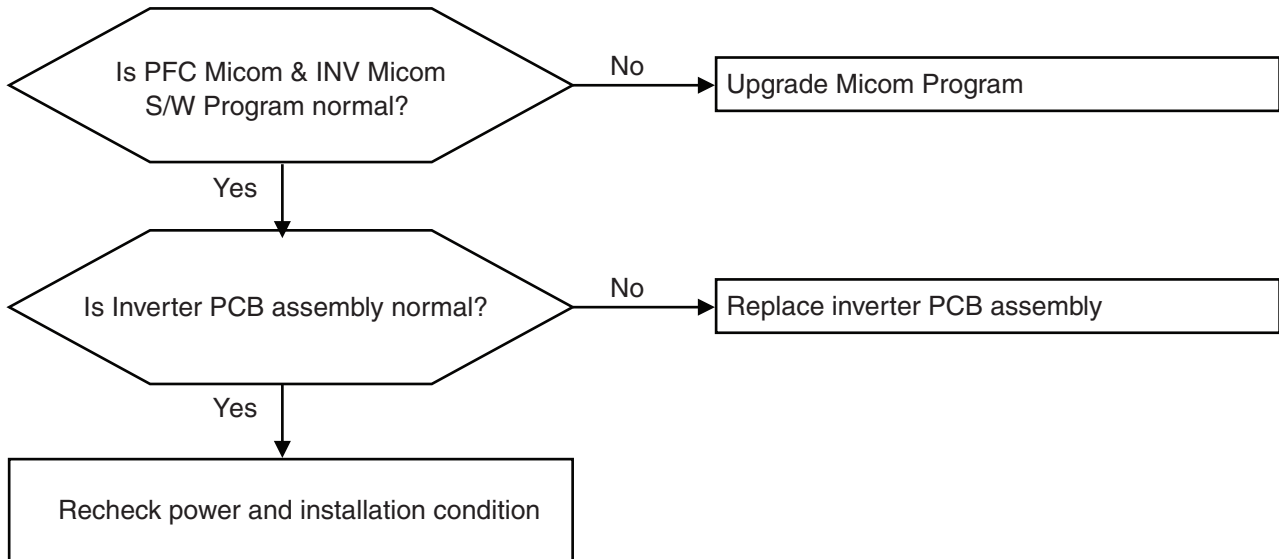 Is PFC Micom & INV Micom
S/W Program normal?
No
Upgrade Micom Program
Yes
Is Inverter PCB assembly normal?
No
Replace inverter PCB assembly
Yes
Recheck power and installation condition